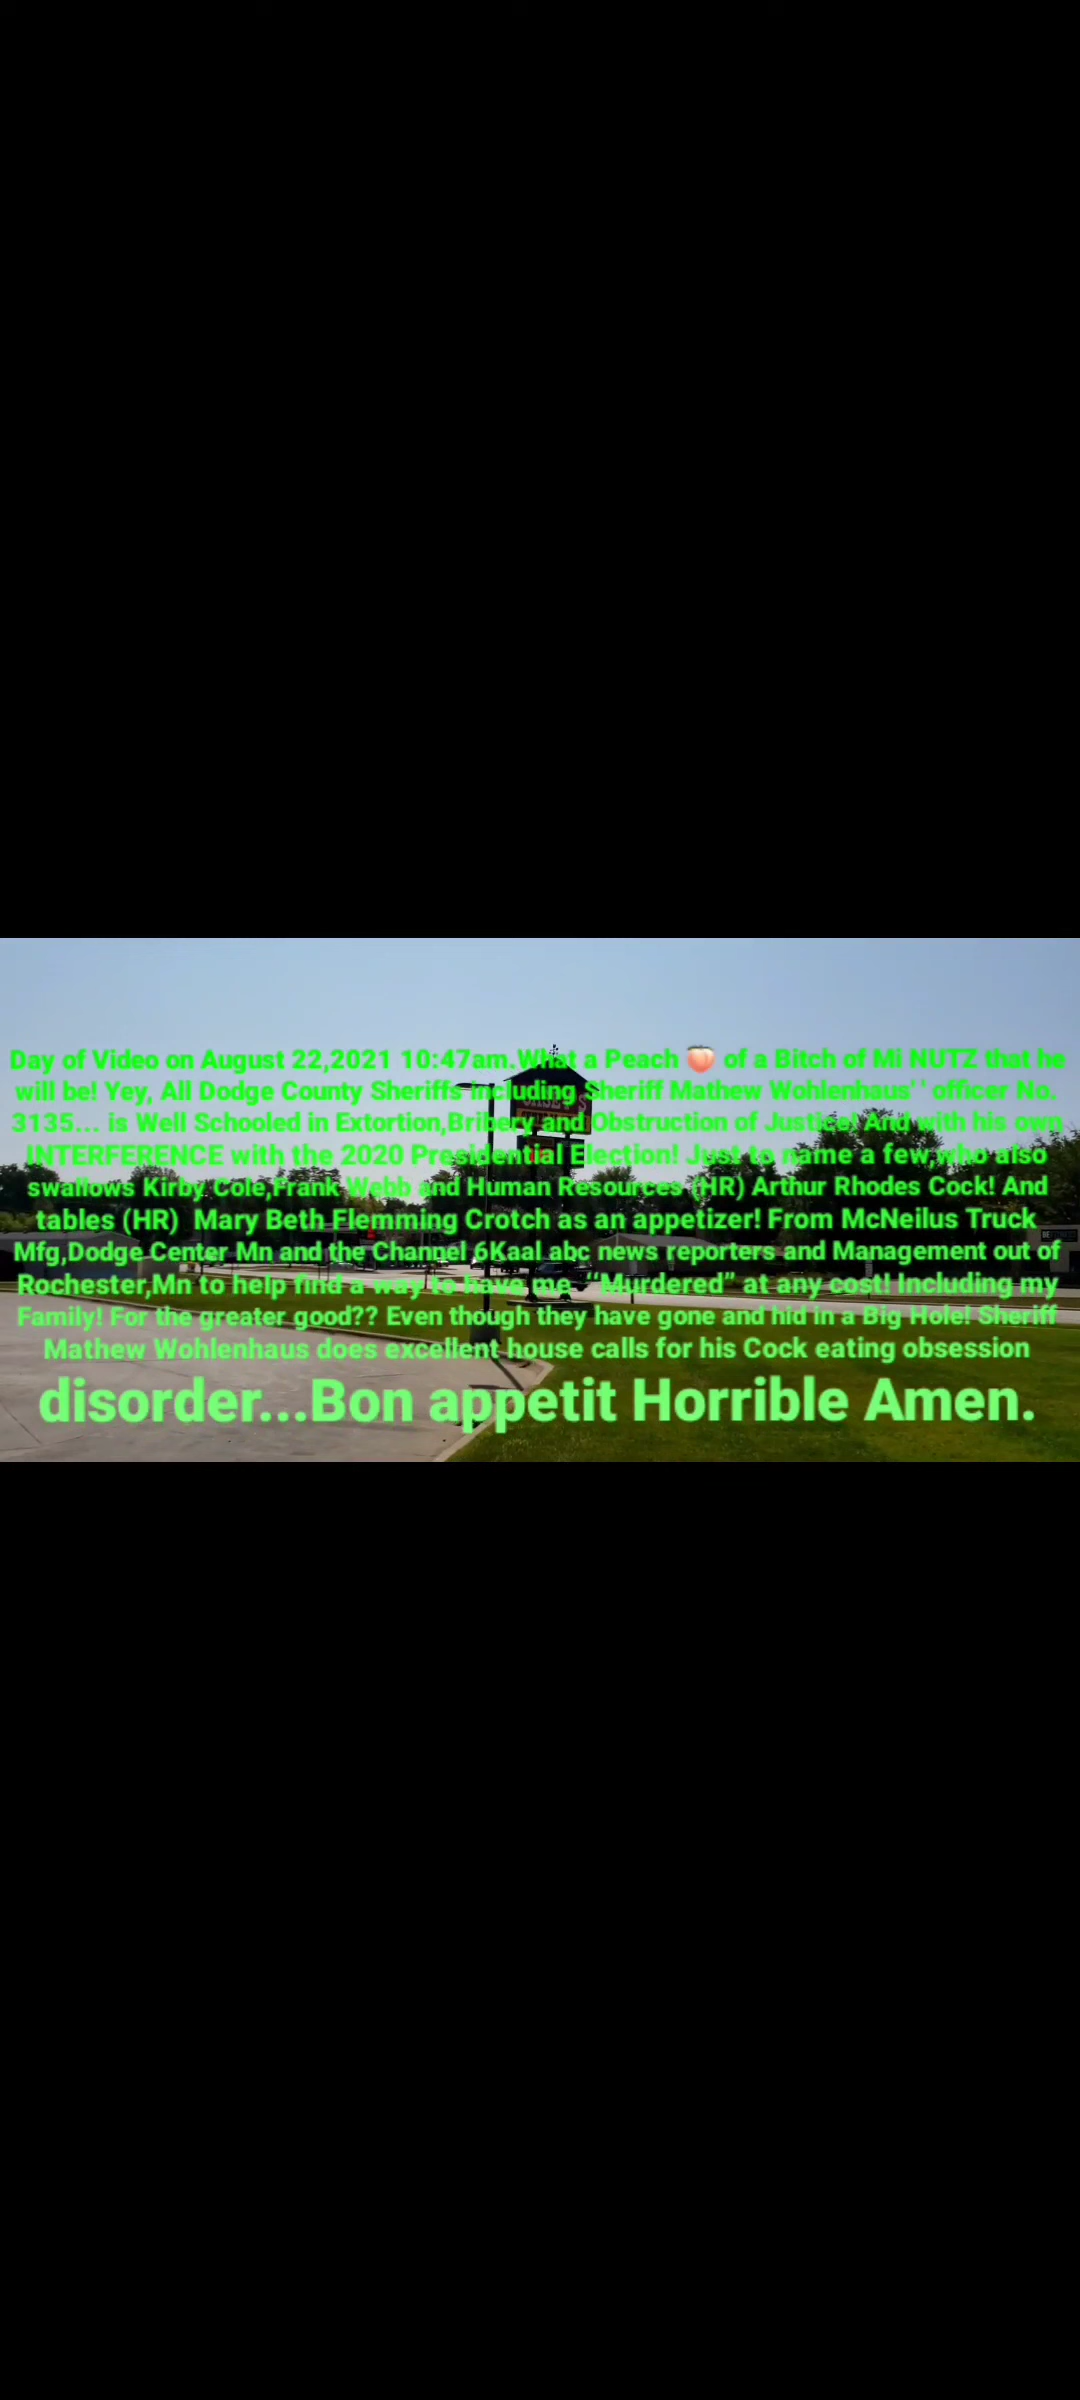 Day of Video on August 22,2021 10:47am.What a Peach 🍑 of a Bitch of Mi NUTZ that he
will be! Yey, All Dodge County Sheriffs including Sheriff Mathew Wohlenhaus'' officer No.
3135... is Well Schooled in Extortion,Bribery and Obstruction of Justice! And with his own
INTERFERENCE with the 2020 Presidential Election! Just to name a few,who also
swallows Kirby Cole,Frank Webb and Human Resources (HR) Arthur Rhodes Cock! And
tables (HR)  Mary Beth Flemming Crotch as an appetizer! From McNeilus Truck
Mfg,Dodge Center Mn and the Channel 6Kaal abc news reporters and Management out of
Rochester,Mn to help find a way to have me  “Murdered” at any cost! Including my
Family! For the greater good?? Even though they have gone and hid in a Big Hole! Sheriff
Mathew Wohlenhaus does excellent house calls for his Cock eating obsession
disorder...Bon appetit Horrible Amen.